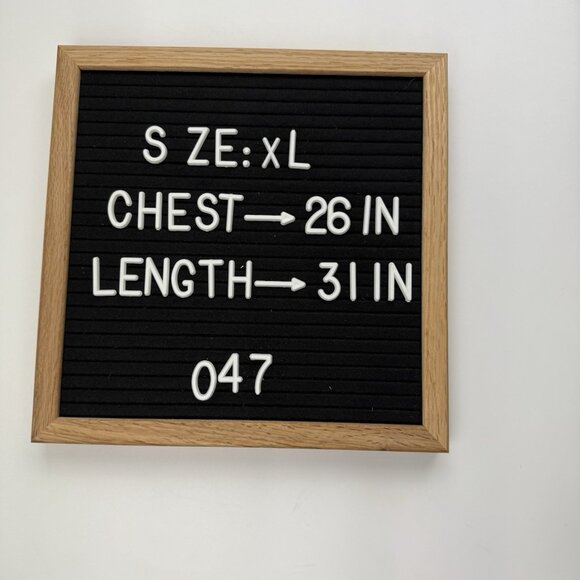 S ZE: XL
CHEST→26 IN
LENGTH→31 IN
047